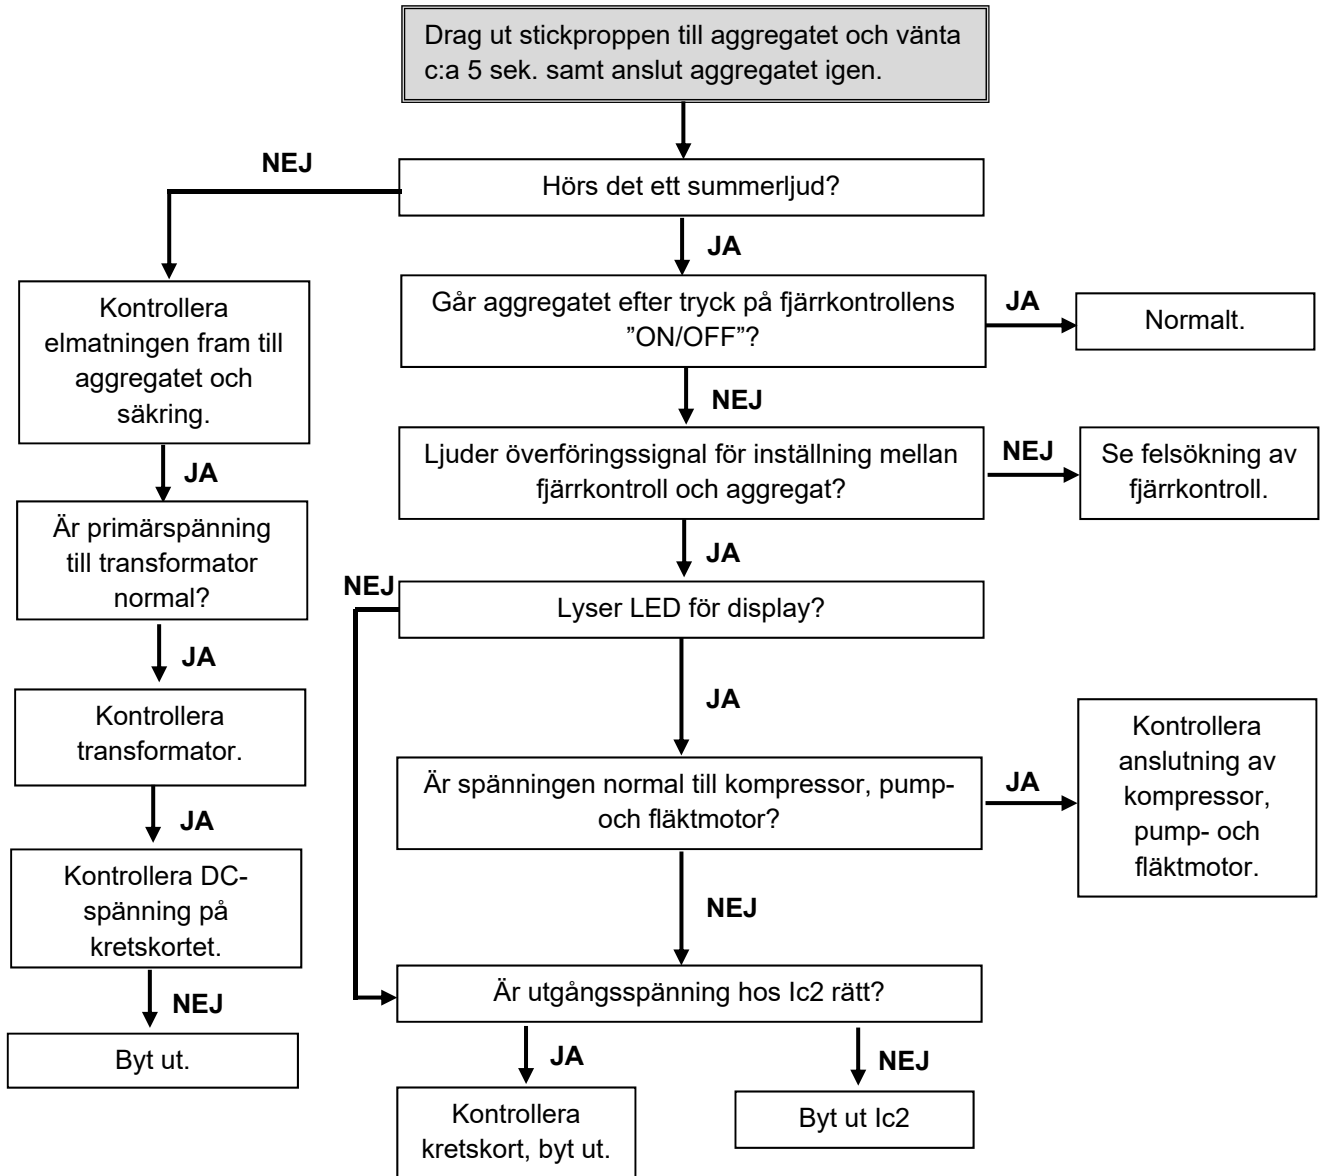 Drag ut stickproppen till aggregatet och vänta
c:a 5 sek. samt anslut aggregatet igen.
NEJ
Hörs det ett summerljud?
JA
Kontrollera
elmatningen fram till
aggregatet och
säkring.
Går aggregatet efter tryck på fjärrkontrollens
”ON/OFF”?
JA
Normalt.
NEJ
JA
Ljuder överföringssignal för inställning mellan
fjärrkontroll och aggregat?
NEJ
Se felsökning av
fjärrkontroll.
Är primärspänning
till transformator
normal?
JA
NEJ
Lyser LED för display?
JA
Kontrollera
transformator.
JA
Kontrollera
anslutning av
kompressor,
pump- och
fläktmotor.
Är spänningen normal till kompressor, pump-
och fläktmotor?
JA
JA
Kontrollera DC-
spänning på
kretskortet.
NEJ
NEJ
Är utgångsspänning hos Ic2 rätt?
Byt ut.
JA
NEJ
Kontrollera
kretskort, byt ut.
Byt ut Ic2